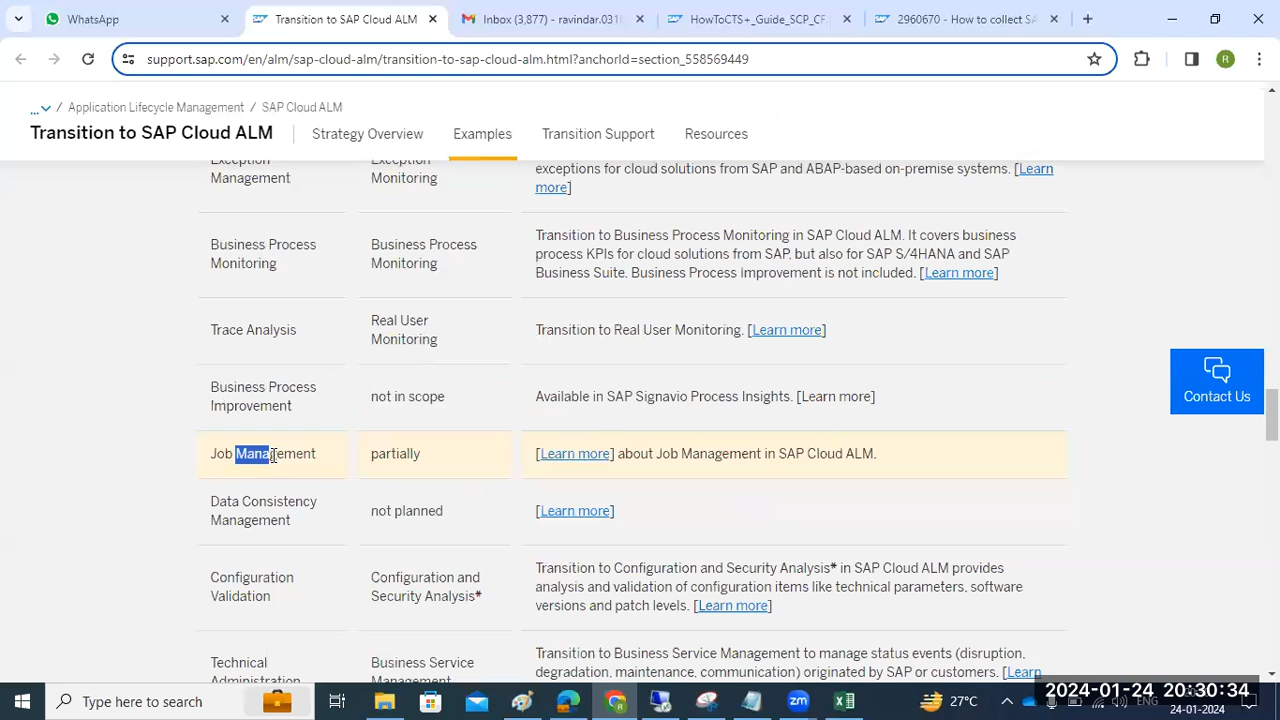 WhatsApp
Transition to SAP Cloud ALM
Inbox (3,877) – ravindar.031
HowToCTS+_Guide_SCP_CF.
2960670 - How to collect SA
support.sap.com/en/alm/sap-cloud-alm/transition-to-sap-cloud-alm.html?anchorId=section_558569449
R
... / Application Lifecycle Management / SAP Cloud ALM
Transition to SAP Cloud ALM
Strategy Overview
Examples
Transition Support
Resources
Exception
Management
Exception
Monitoring
exceptions for cloud solutions from SAP and ABAP-based on-premise systems. [Learn
more]
Business Process
Monitoring
Business Process
Monitoring
Transition to Business Process Monitoring in SAP Cloud ALM. It covers business
process KPIs for cloud solutions from SAP, but also for SAP S/4HANA and SAP
Business Suite. Business Process Improvement is not included. [Learn more]
Trace Analysis
Real User
Monitoring
Transition to Real User Monitoring. [Learn more]
Business Process
Improvement
not in scope
Available in SAP Signavio Process Insights. [Learn more]
Job Management
partially
[Learn more] about Job Management in SAP Cloud ALM.
Data Consistency
Management
not planned
[Learn more]
Configuration
Validation
Configuration and
Security Analysis*
Transition to Configuration and Security Analysis* in SAP Cloud ALM provides
analysis and validation of configuration items like technical parameters, software
versions and patch levels. [Learn more]
Technical
Administration
Business Service
Management
Transition to Business Service Management to manage status events (disruption,
degradation, maintenance, communication) originated by SAP or customers. [Learn
Contact Us
Type here to search
27°C
ENG
2024-01-24 20:30:34
24-01-2024